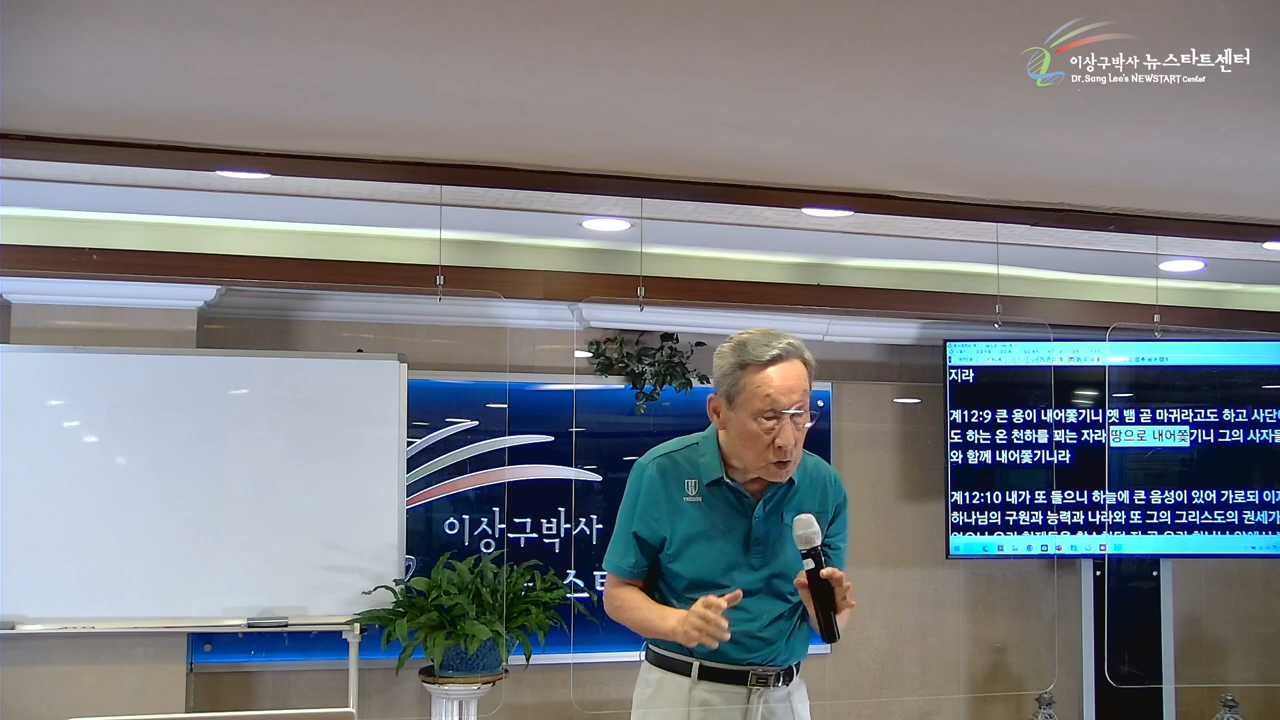 이상구박사 뉴스타트센터
Dr. Sang Lee's NEWSTART Center
이상구박사
스타
지라
계12:9 큰 용이 내어쫓기니 옛 뱀 곧 마귀라고도 하고 사단
도 하는 온 천하를 꾀는 자라 땅으로 내어쫓기니 그의 사자들
와 함께 내어쫓기니라
계12:10 내가 또 들으니 하늘에 큰 음성이 있어 가로되 이제
하나님의 구원과 능력과 나라와 또 그의 그리스도의 권세가